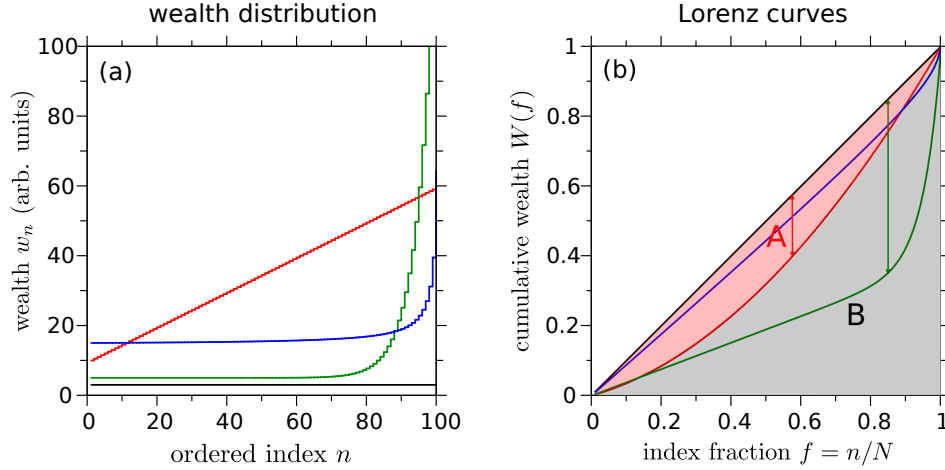 wealth distribution
(a)
wealth wₙ (arb. units)
100
80
60
40
20
0
0
20
40
60
80
100
ordered index n
Lorenz curves
(b)
cumulative wealth W(f)
1
0.8
0.6
0.4
0.2
0
A
B
0
0.2
0.4
0.6
0.8
1
index fraction f = n/N